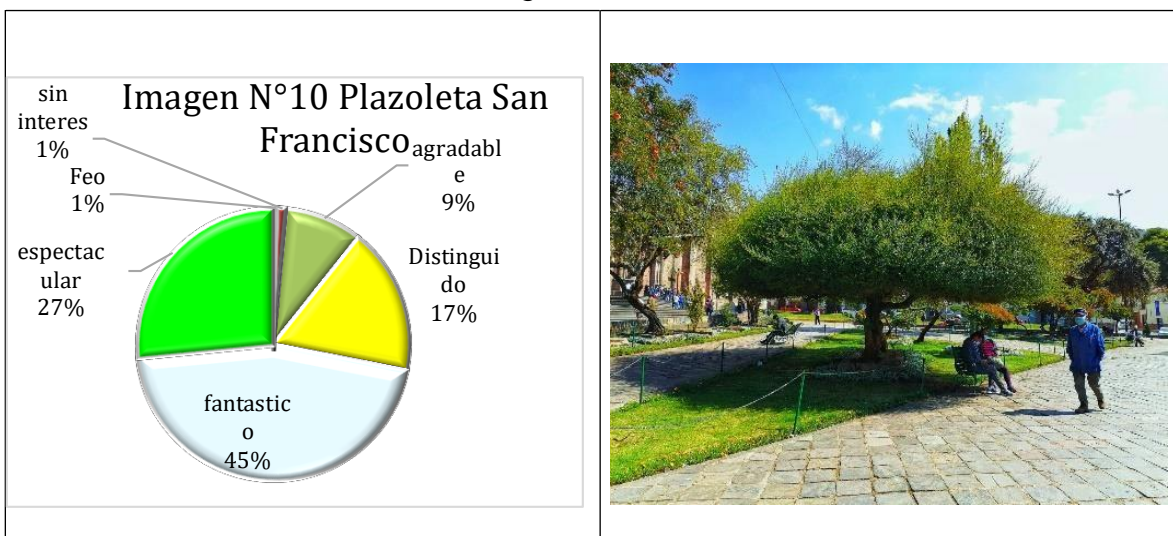 Imagen N°10 Plazoleta San
Francisco
sin
interes
1%
Feo
1%
agradabl
e
9%
espectac
ular
27%
Distingui
do
17%
fantastic
o
45%